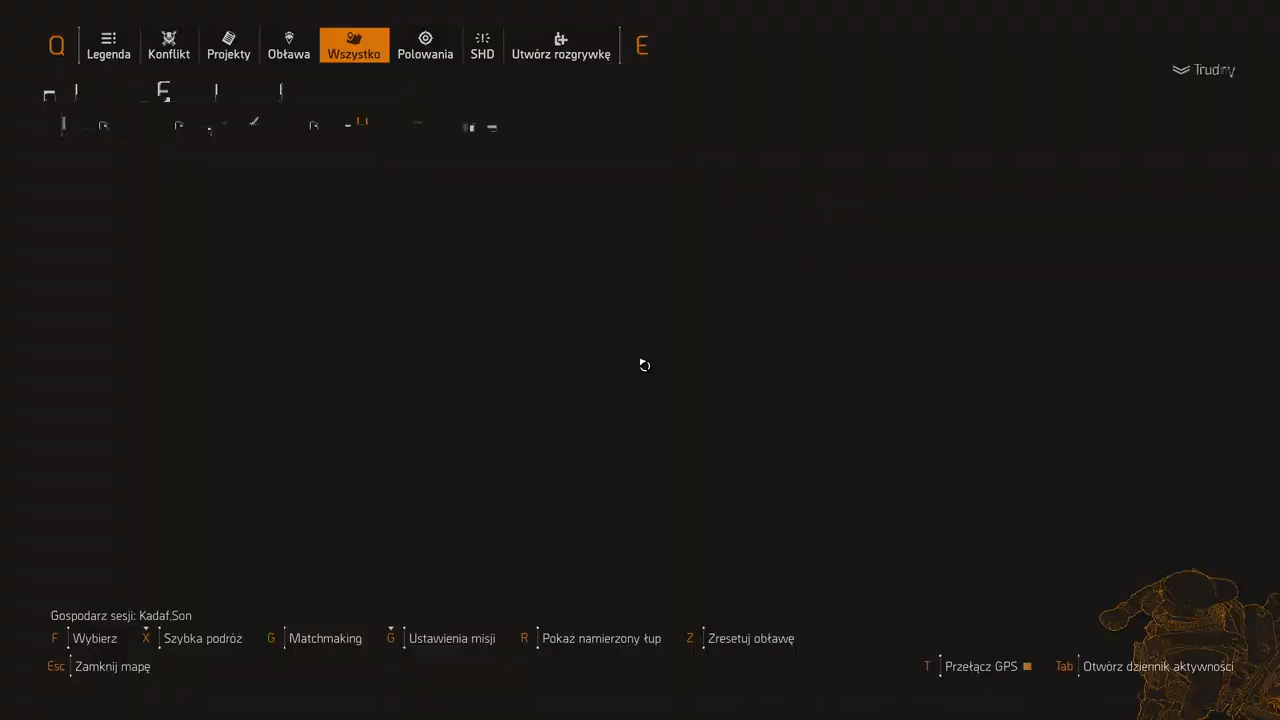 Q Legenda Konflikt Projekty Obława Wszystko Polowania SHD Utwórz rozgrywkę E
Trudny
Gospodarz sesji: Kadaf.Son
F Wybierz X Szybka podróż G Matchmaking G Ustawienia misji R Pokaż namierzony łup Z Zresetuj obławę
Esc Zamknij mapę T Przełącz GPS Tab Otwórz dziennik aktywności